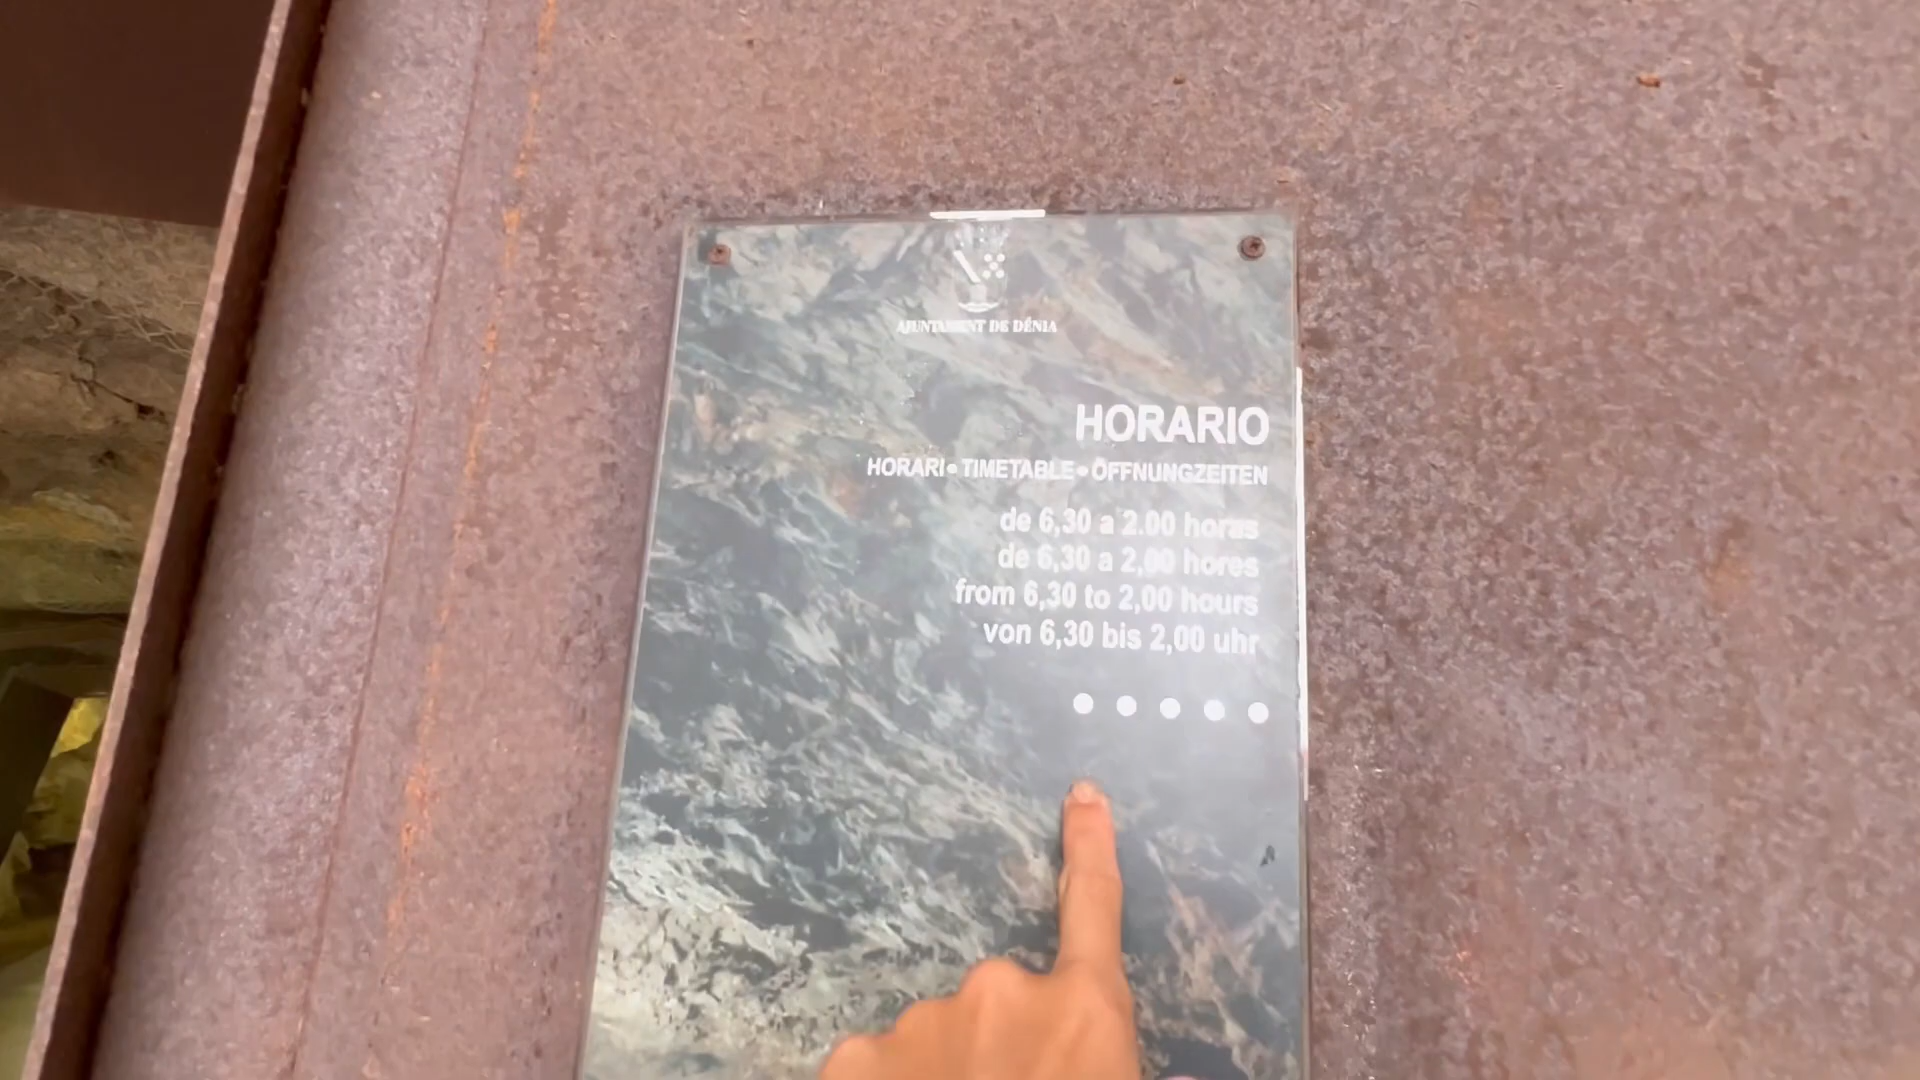 AJUNTAMENT DE DÉNIA
HORARIO
HORARI • TIMETABLE • ÖFFNUNGZEITEN
de 6,30 a 2.00 horas
de 6,30 a 2,00 hores
from 6,30 to 2,00 hours
von 6,30 bis 2,00 uhr